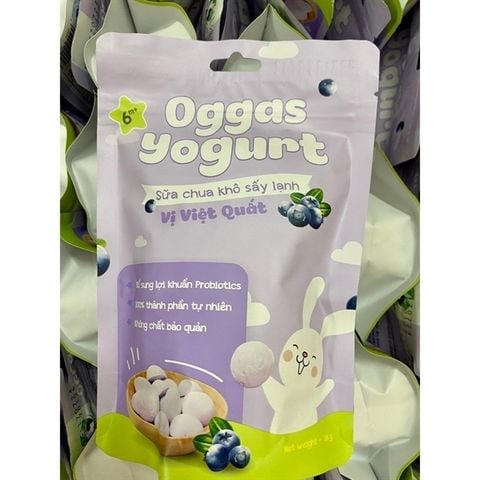 6m+
Oggas
Yogurt
Sữa chua khô sấy lạnh
Vị Việt Quất
Bổ sung lợi khuẩn Probiotics
100% thành phần tự nhiên
Không chất bảo quản
Net weight -